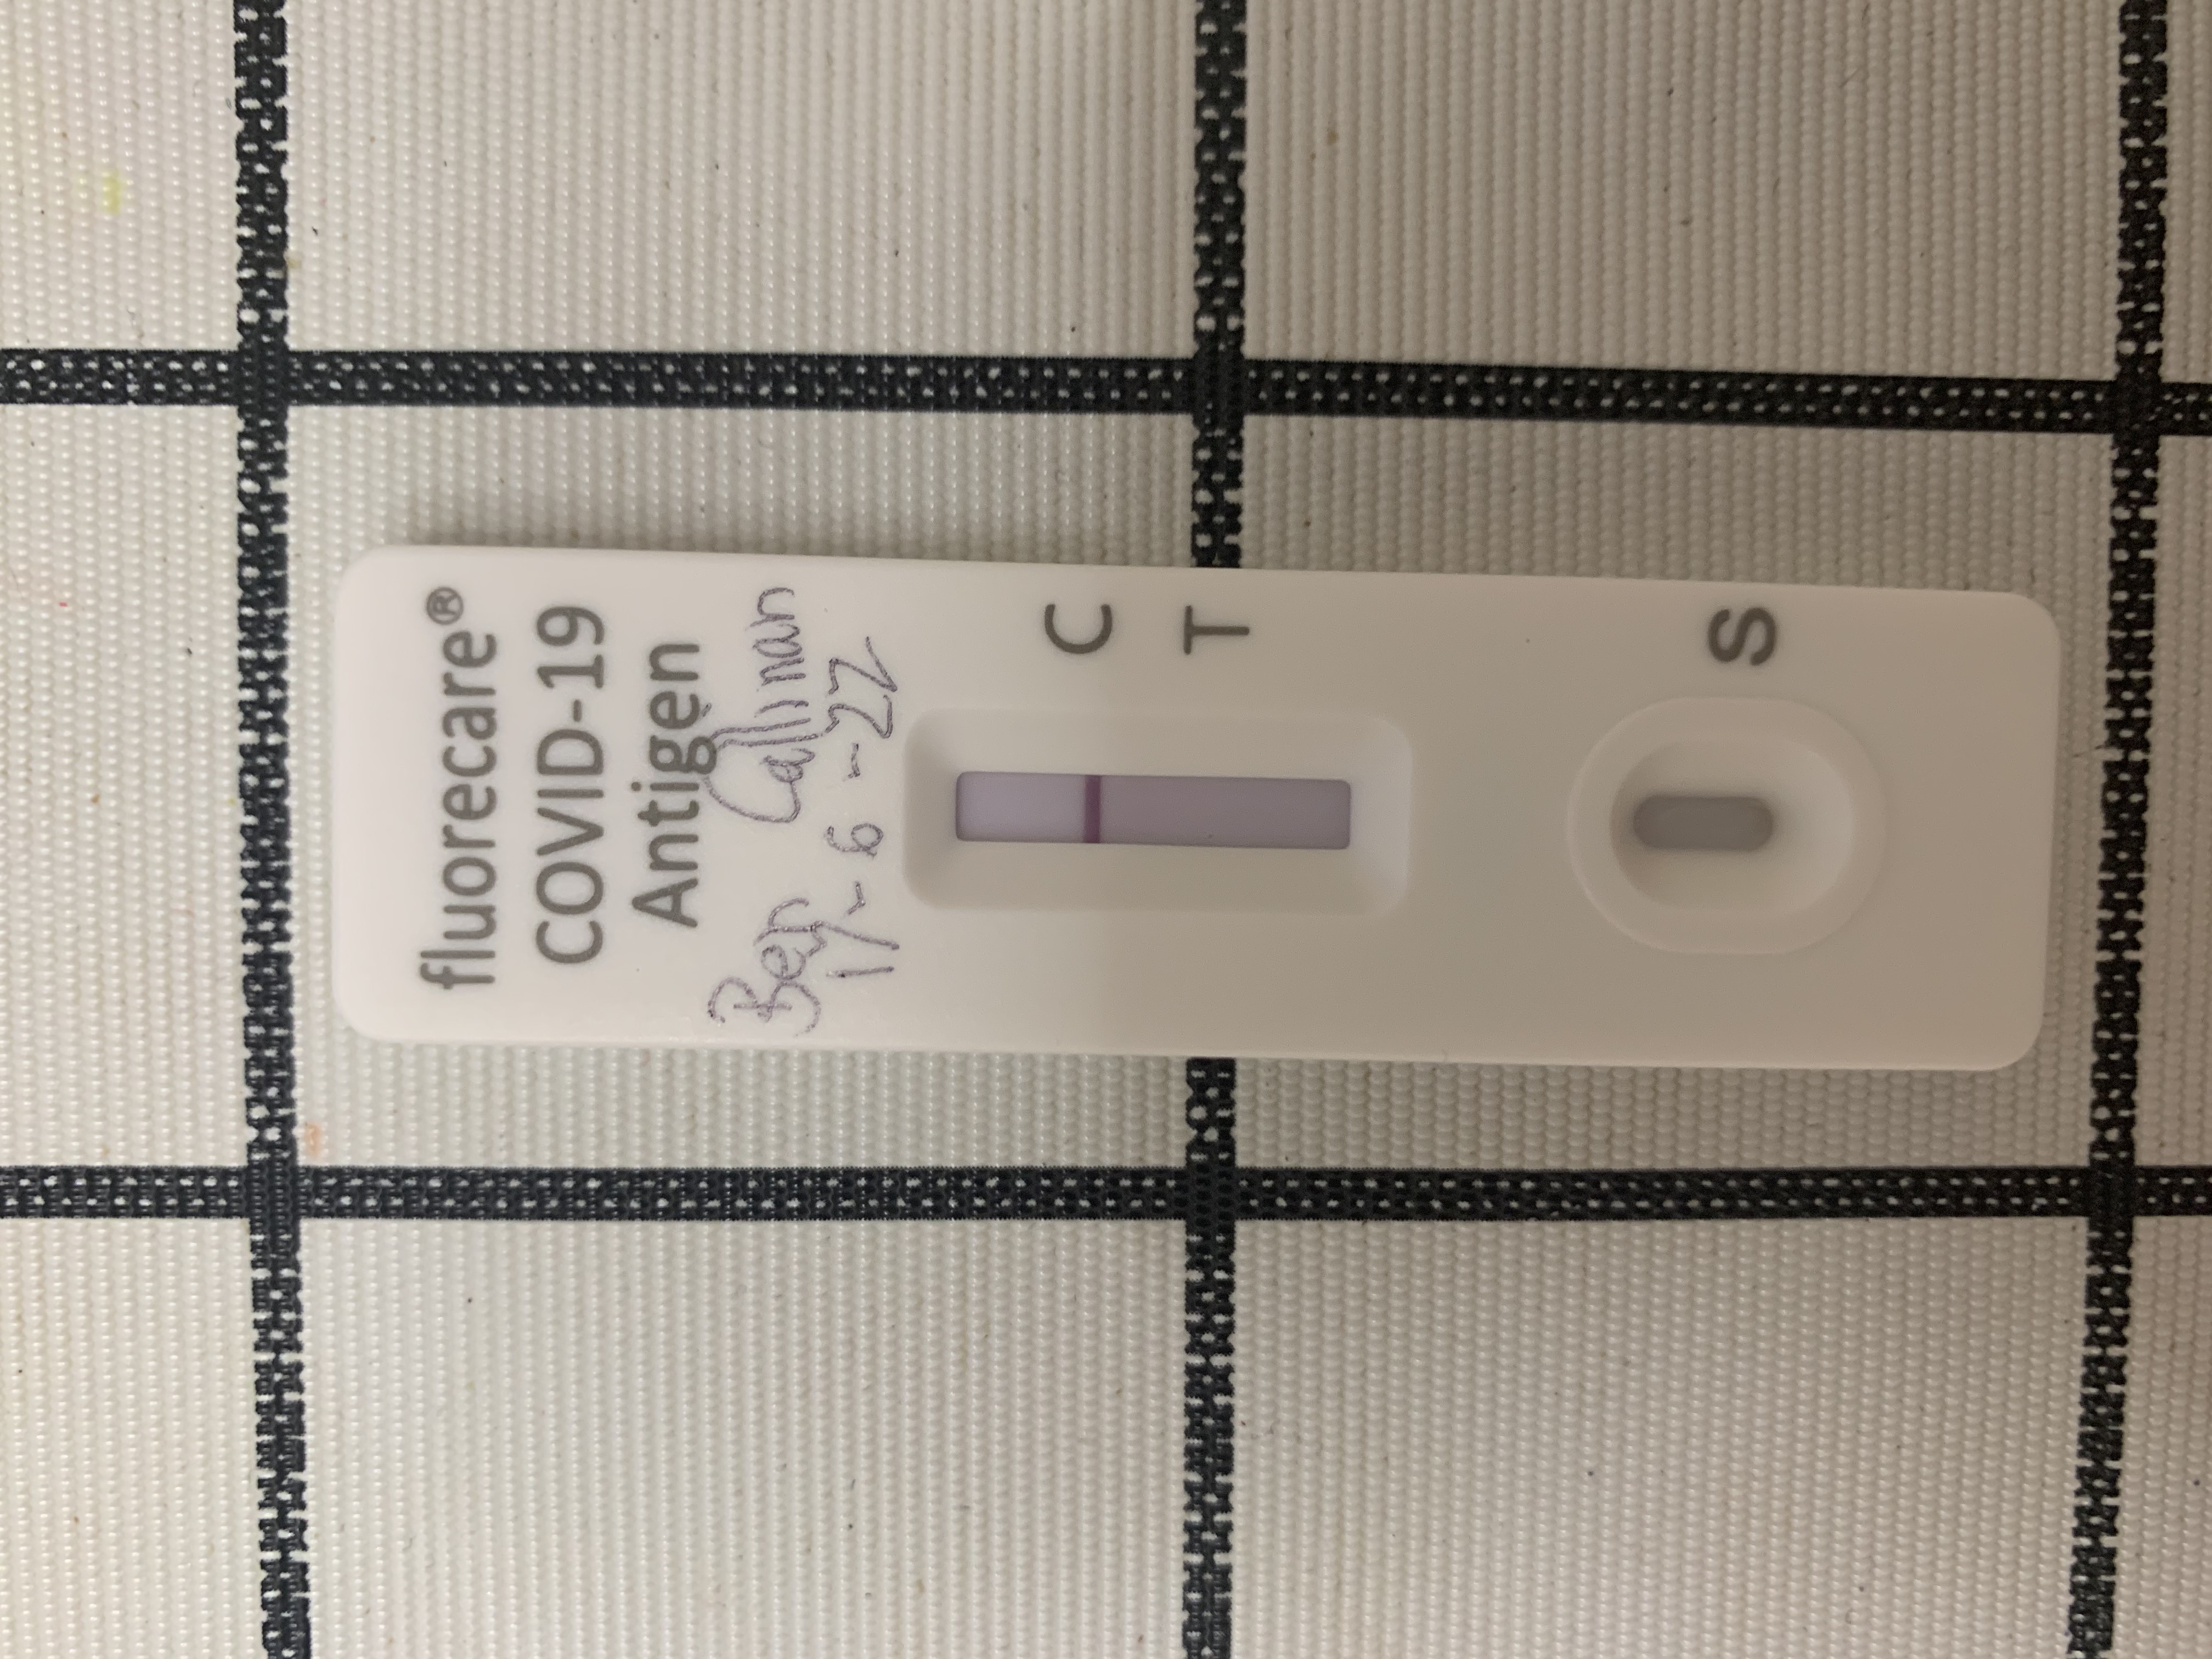 fluorecare®
COVID-19
Antigen
Ben Callinan
17-6-22
C
T
S